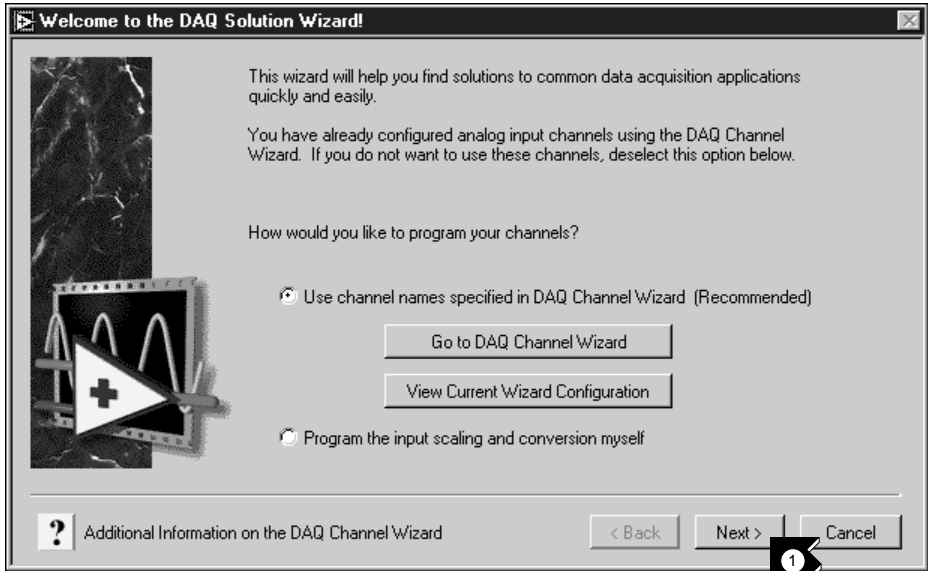 Welcome to the DAQ Solution Wizard!
This wizard will help you find solutions to common data acquisition applications
quickly and easily.
You have already configured analog input channels using the DAQ Channel
Wizard. If you do not want to use these channels, deselect this option below.
How would you like to program your channels?
Use channel names specified in DAQ Channel Wizard (Recommended)
Go to DAQ Channel Wizard
View Current Wizard Configuration
Program the input scaling and conversion myself
? Additional Information on the DAQ Channel Wizard
< Back
Next >
Cancel
1